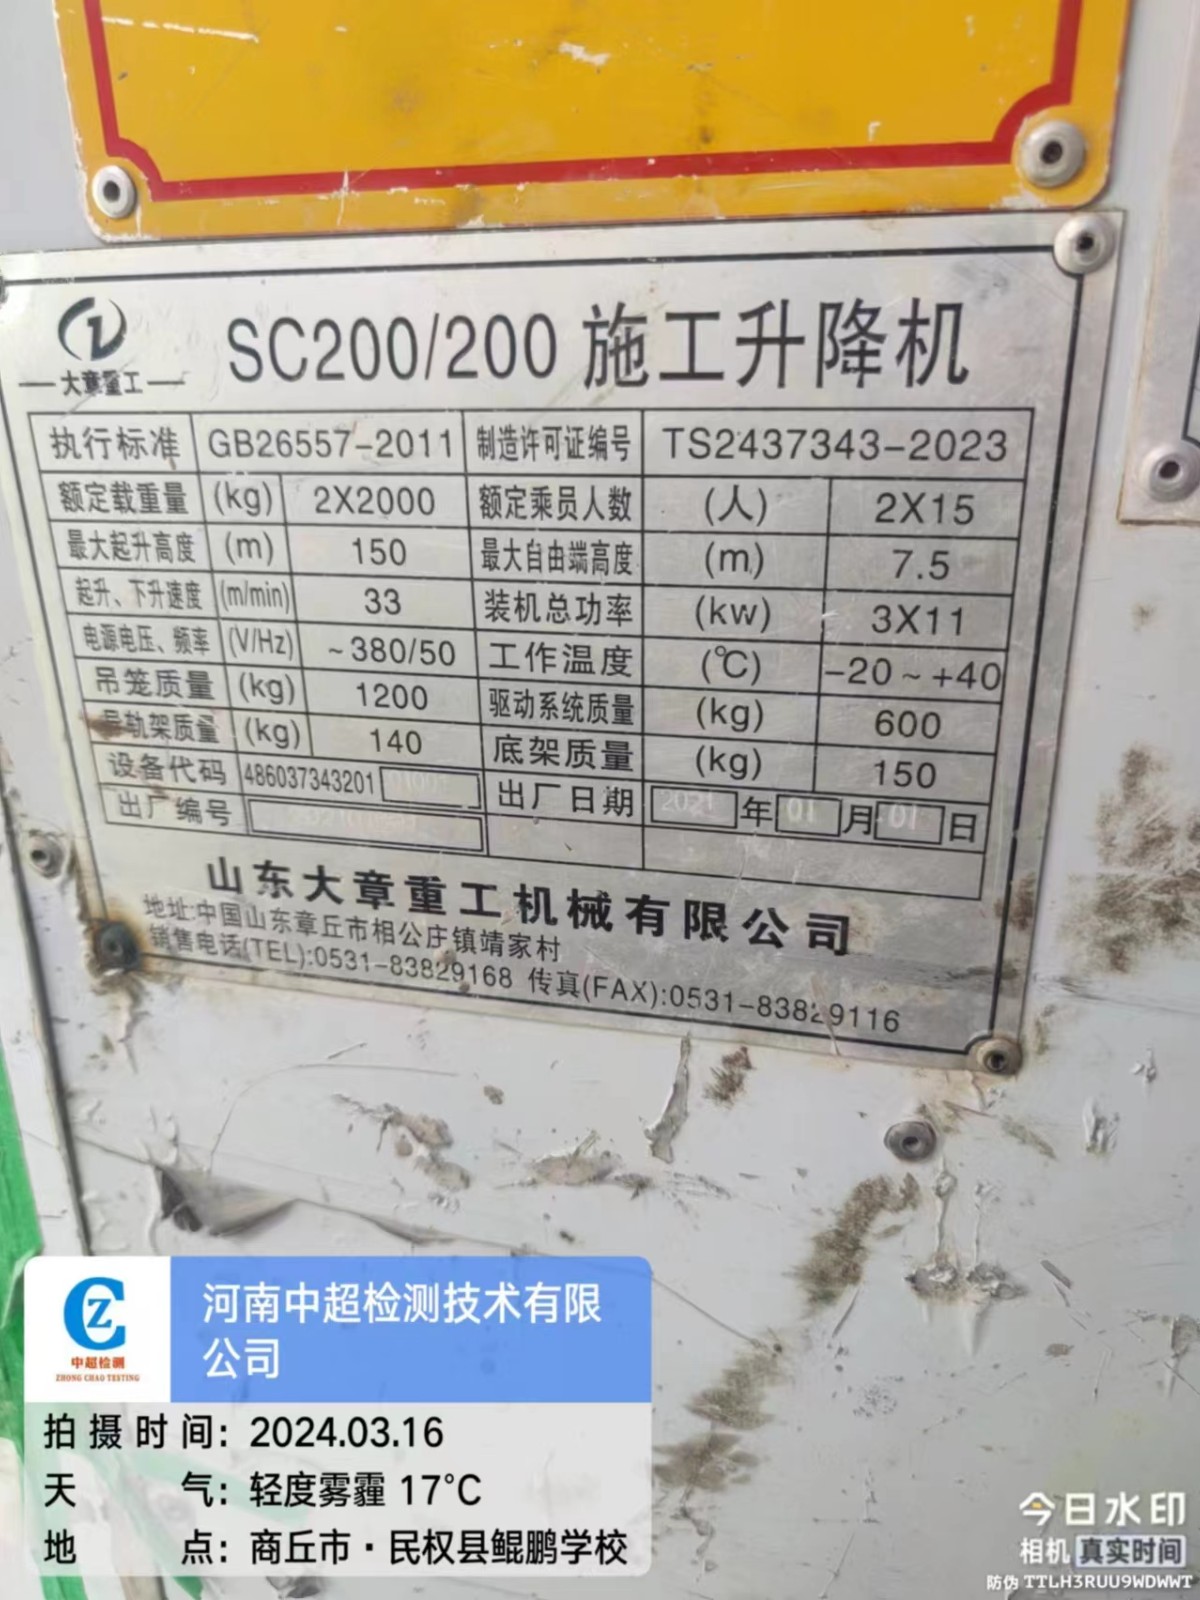 大章重工
SC200/200 施工升降机
执行标准 GB26557-2011 制造许可证编号 TS2437343-2023
额定载重量 (kg) 2X2000 额定乘员人数 (人) 2X15
最大起升高度 (m) 150 最大自由端高度 (m) 7.5
起升、下升速度 (m/min) 33 装机总功率 (kw) 3X11
电源电压、频率 (V/Hz) ~380/50 工作温度 (℃) -20~+40
吊笼质量 (kg) 1200 驱动系统质量 (kg) 600
导轨架质量 (kg) 140 底架质量 (kg) 150
设备代码 486037343201 出厂日期 2021 年 01 月 01 日
出厂编号
山东大章重工机械有限公司
地址:中国山东章丘市相公庄镇靖家村
销售电话(TEL):0531-83829168 传真(FAX):0531-83829116
中超检测
ZHONG CHAO TESTING
河南中超检测技术有限
公司
拍摄时间: 2024.03.16
天气: 轻度雾霾 17℃
地点: 商丘市·民权县鲲鹏学校
今日水印
相机 真实时间
防伪 TTLH3RUU9WDWWT